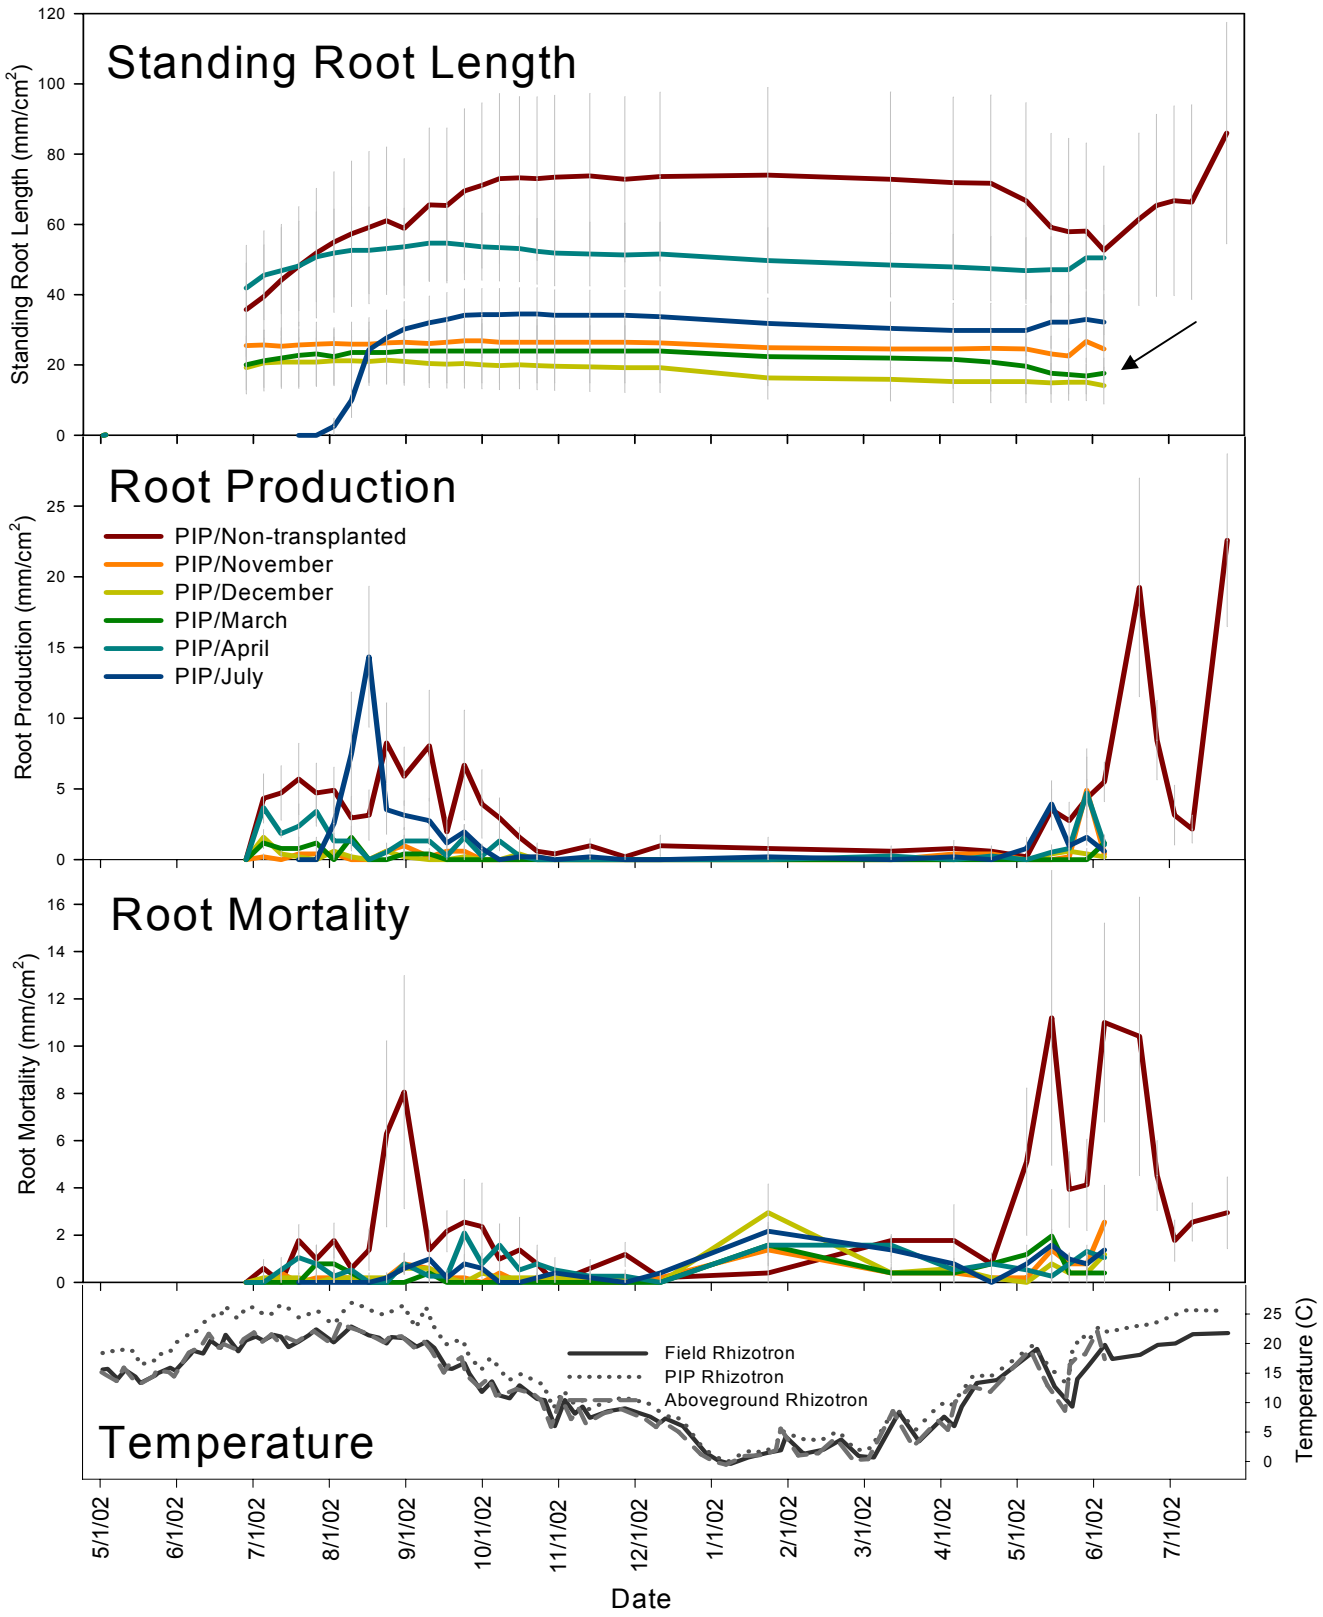 Standing Root Length
Standing Root Length (mm/cm2)
120
100
80
60
40
20
0
Root Production
Root Production (mm/cm2)
25
20
15
10
5
0
PIP/Non-transplanted
PIP/November
PIP/December
PIP/March
PIP/April
PIP/July
Root Mortality
Root Mortality (mm/cm2)
16
14
12
10
8
6
4
2
0
Temperature
Field Rhizotron
PIP Rhizotron
Aboveground Rhizotron
25
20
15
10
5
0
Temperature (C)
5/1/02
6/1/02
7/1/02
8/1/02
9/1/02
10/1/02
11/1/02
12/1/02
1/1/02
2/1/02
3/1/02
4/1/02
5/1/02
6/1/02
7/1/02
Date